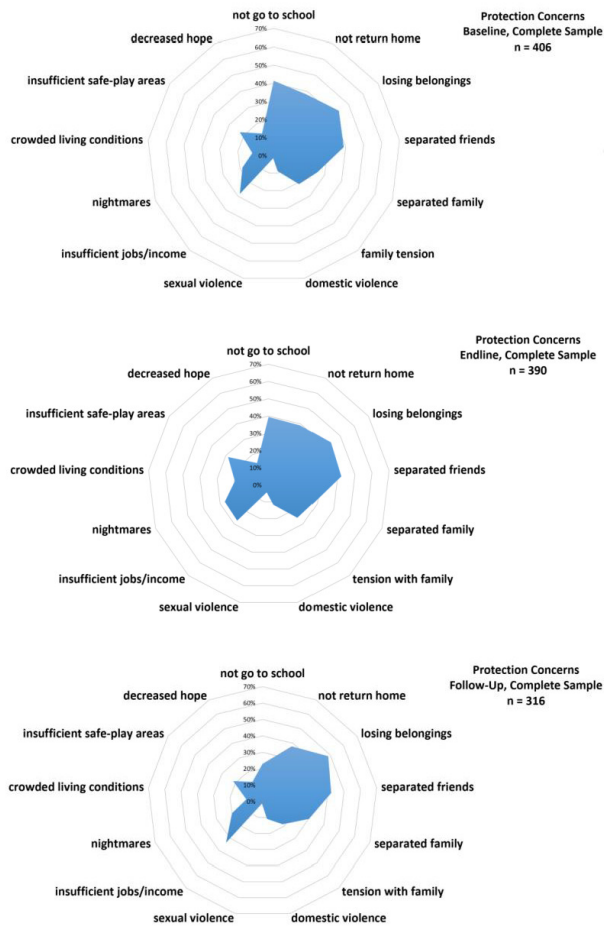 Protection Concerns
Baseline, Complete Sample
n = 406
not go to school
decreased hope
not return home
insufficient safe-play areas
losing belongings
crowded living conditions
separated friends
nightmares
separated family
insufficient jobs/income
family tension
sexual violence
domestic violence
70%
60%
50%
40%
30%
20%
10%
0%
Protection Concerns
Endline, Complete Sample
n = 390
not go to school
decreased hope
not return home
insufficient safe-play areas
losing belongings
crowded living conditions
separated friends
nightmares
separated family
insufficient jobs/income
tension with family
sexual violence
domestic violence
70%
60%
50%
40%
30%
20%
10%
0%
Protection Concerns
Follow-Up, Complete Sample
n = 316
not go to school
decreased hope
not return home
insufficient safe-play areas
losing belongings
crowded living conditions
separated friends
nightmares
separated family
insufficient jobs/income
tension with family
sexual violence
domestic violence
70%
60%
50%
40%
30%
20%
10%
0%